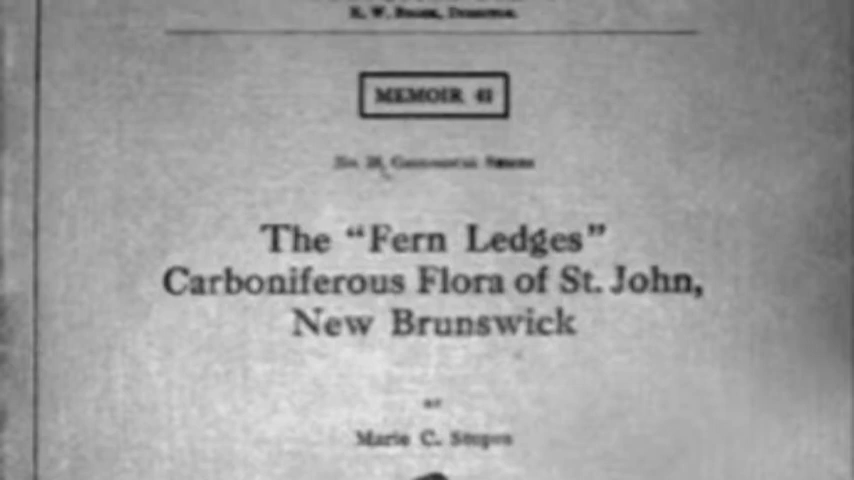 MEMOIR 41
The "Fern Ledges"
Carboniferous Flora of St. John,
New Brunswick
BY
Marie C. Stopes